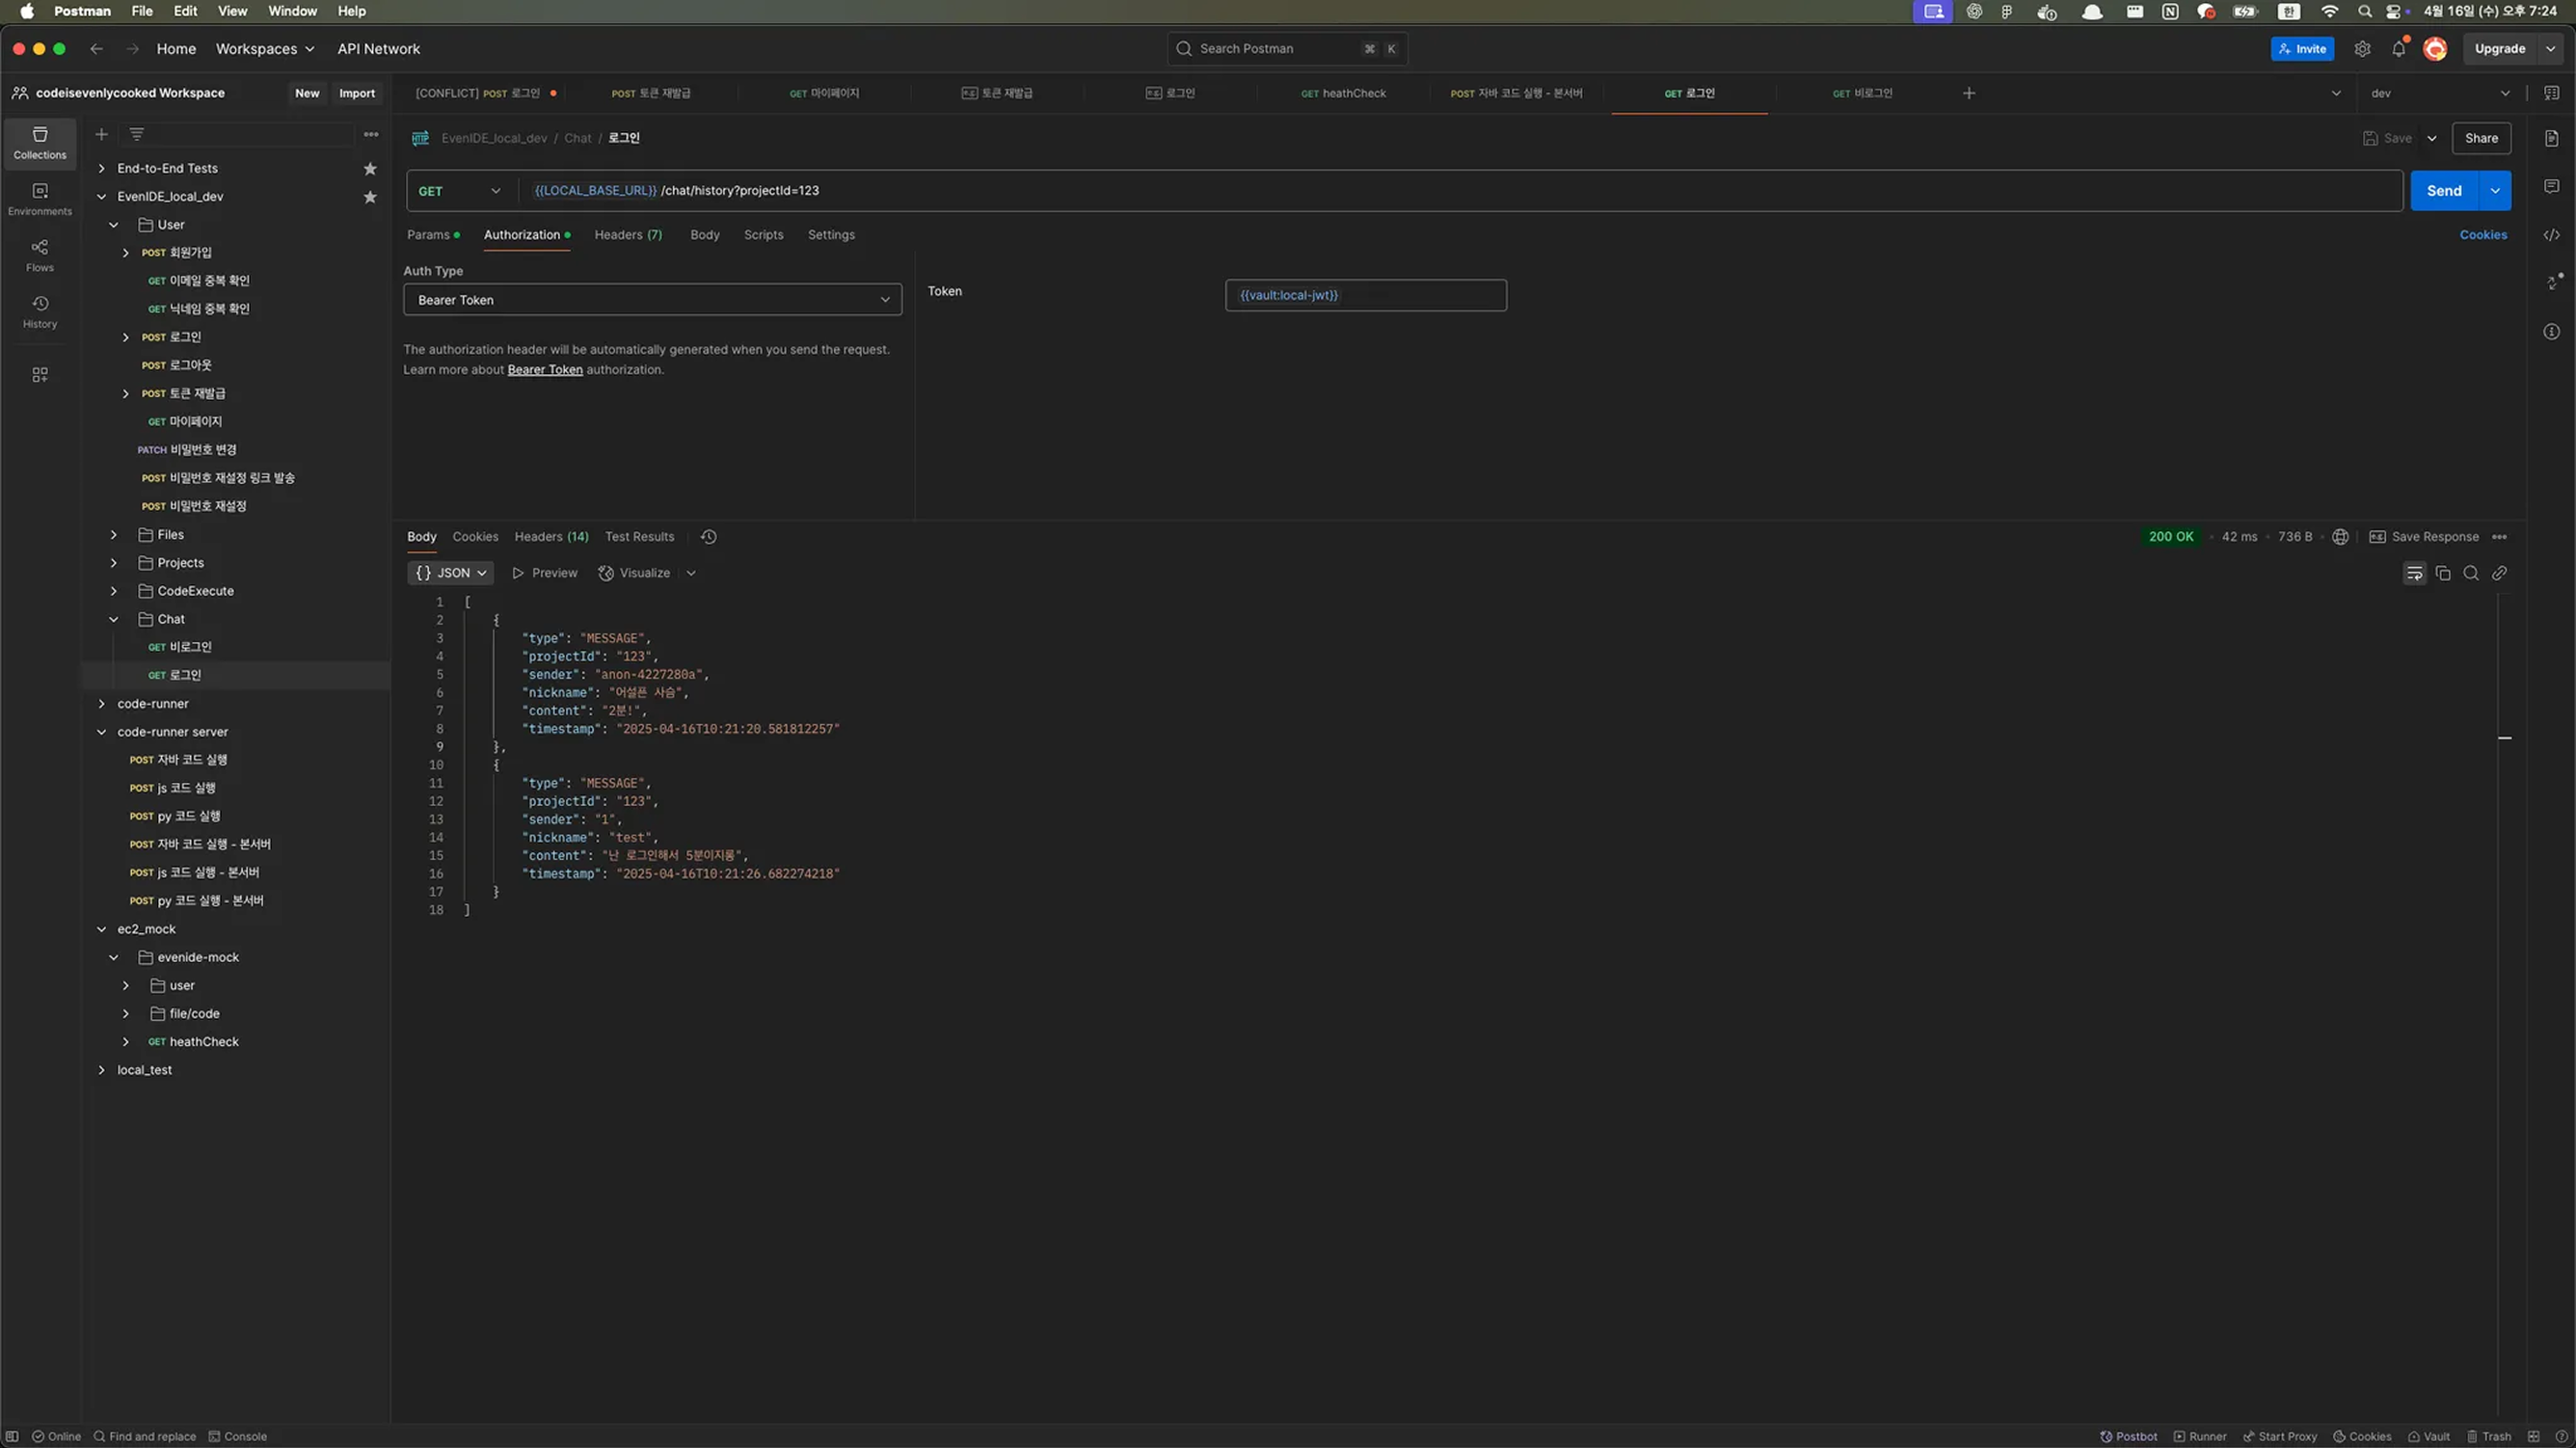 Postman File Edit View Window Help 4월 16일 (수) 오후 7:24
Home Workspaces API Network Search Postman ⌘ K Invite Upgrade
codeisevenlycooked Workspace New Import
[CONFLICT] POST 로그인 POST 토큰 재발급 GET 마이페이지 토큰 재발급 로그인 GET heathCheck POST 자바 코드 실행 - 본서버 GET 로그인 GET 비로그인 dev
Collections
Environments
Flows
History
End-to-End Tests
EvenIDE_local_dev
User
POST 회원가입
GET 이메일 중복 확인
GET 닉네임 중복 확인
POST 로그인
POST 로그아웃
POST 토큰 재발급
GET 마이페이지
PATCH 비밀번호 변경
POST 비밀번호 재설정 링크 발송
POST 비밀번호 재설정
Files
Projects
CodeExecute
Chat
GET 비로그인
GET 로그인
code-runner
code-runner server
POST 자바 코드 실행
POST js 코드 실행
POST py 코드 실행
POST 자바 코드 실행 - 본서버
POST js 코드 실행 - 본서버
POST py 코드 실행 - 본서버
ec2_mock
evenide-mock
user
file/code
GET heathCheck
local_test
HTTP EvenIDE_local_dev / Chat / 로그인 Save Share
GET {{LOCAL_BASE_URL}} /chat/history?projectId=123 Send
Params Authorization Headers (7) Body Scripts Settings Cookies
Auth Type
Bearer Token
Token {{vault:local-jwt}}
The authorization header will be automatically generated when you send the request.
Learn more about Bearer Token authorization.
Body Cookies Headers (14) Test Results 200 OK 42 ms 736 B Save Response
{} JSON Preview Visualize
1 [
2 {
3 "type": "MESSAGE",
4 "projectId": "123",
5 "sender": "anon-4227280a",
6 "nickname": "어설픈 사슴",
7 "content": "2분!",
8 "timestamp": "2025-04-16T10:21:20.581812257"
9 },
10 {
11 "type": "MESSAGE",
12 "projectId": "123",
13 "sender": "1",
14 "nickname": "test",
15 "content": "난 로그인해서 5분이지롱",
16 "timestamp": "2025-04-16T10:21:26.682274218"
17 }
18 ]
Online Find and replace Console Postbot Runner Start Proxy Cookies Vault Trash